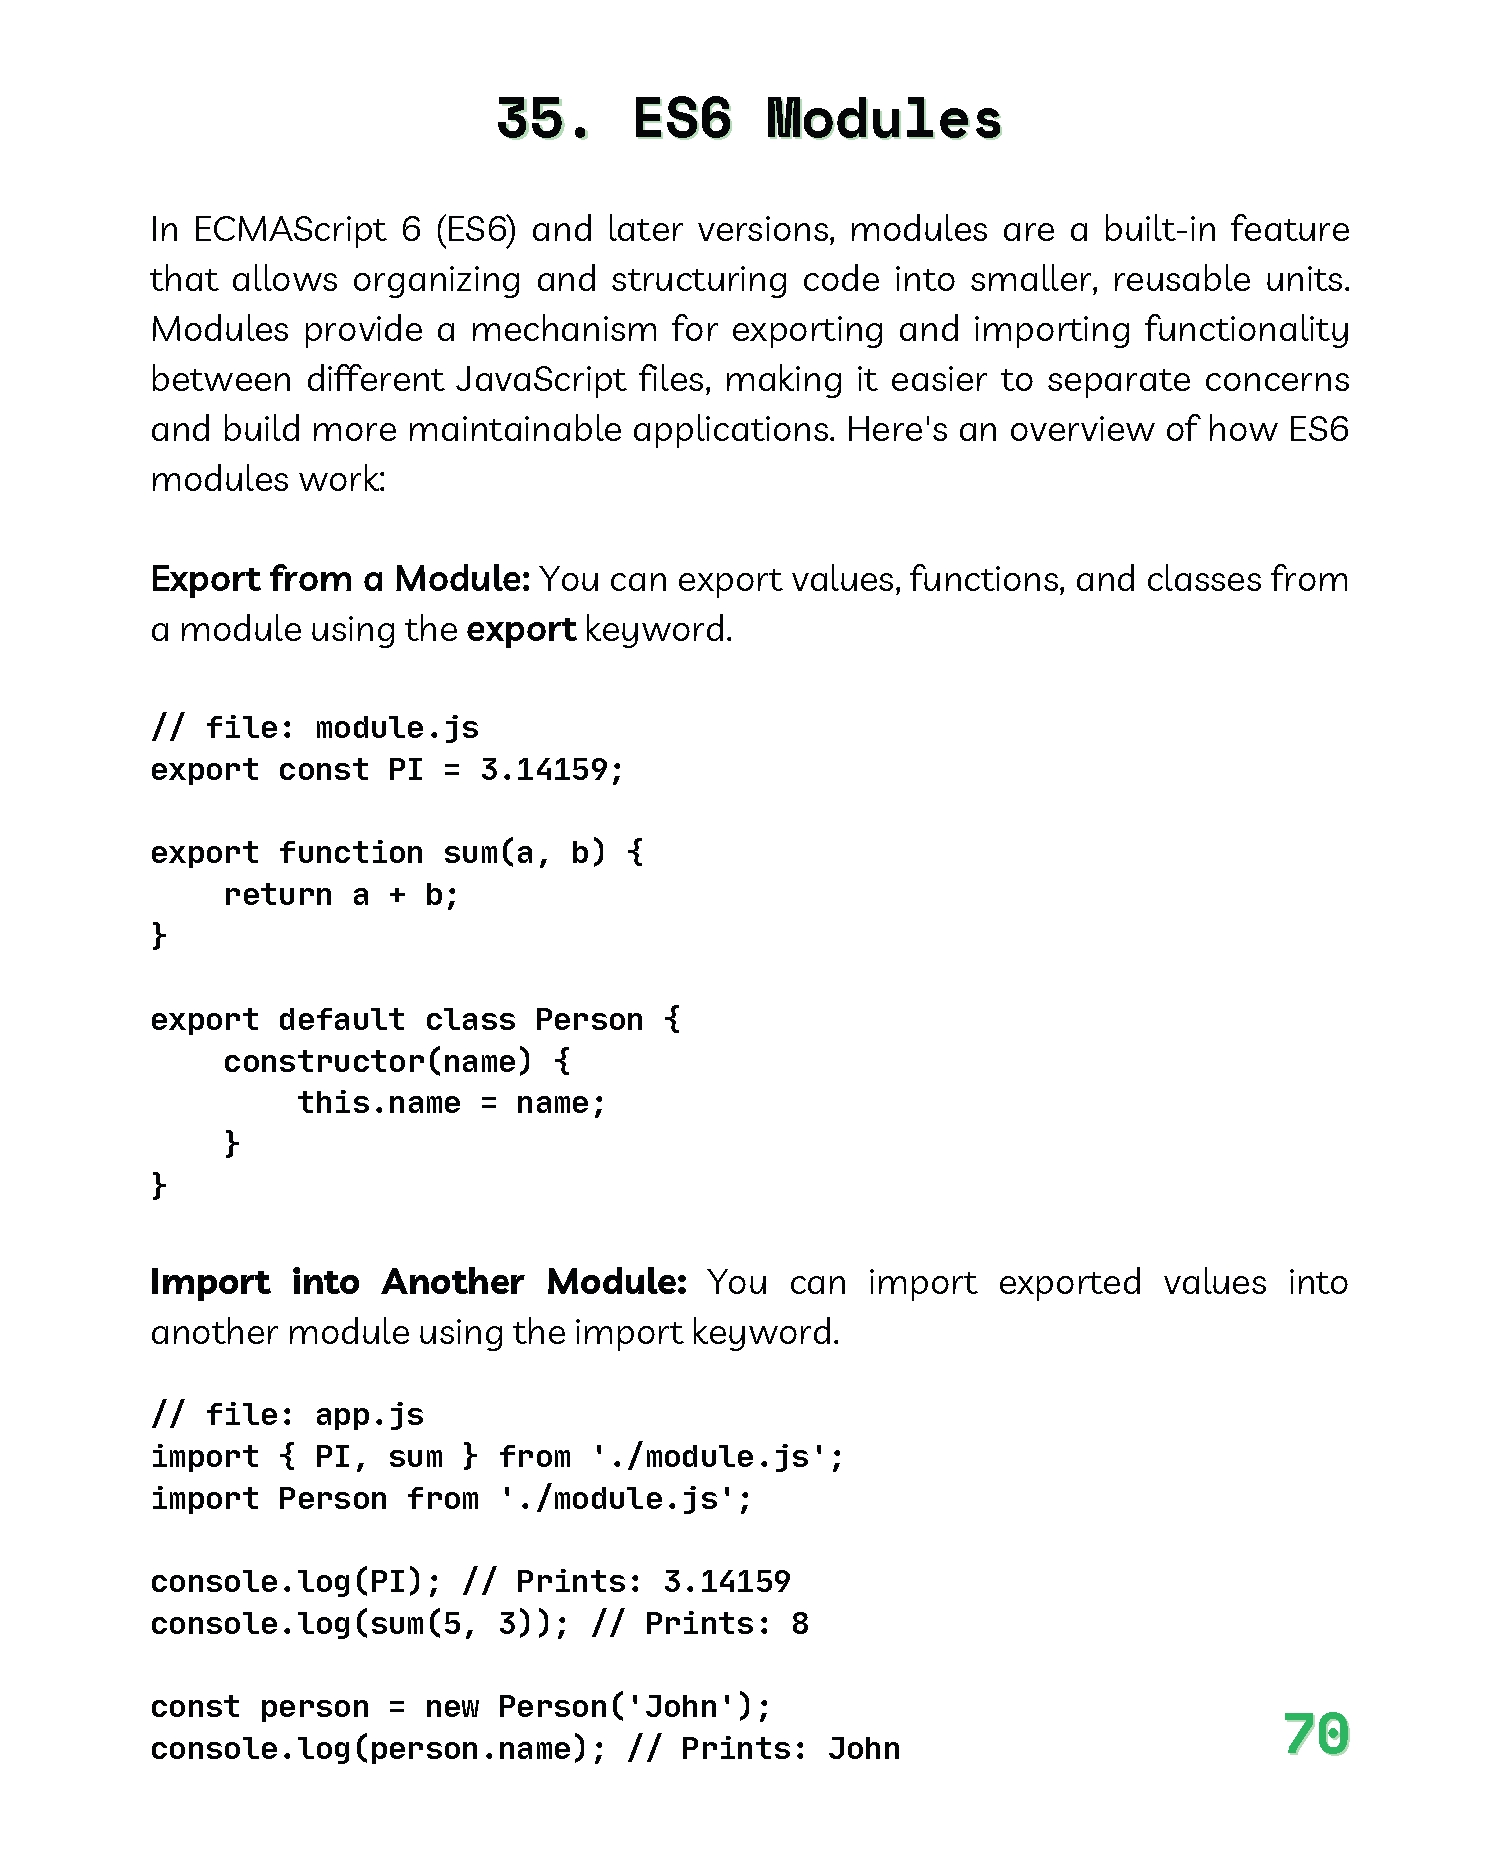 35. ES6 Modules
In ECMAScript 6 (ES6) and later versions, modules are a built-in feature
that allows organizing and structuring code into smaller, reusable units.
Modules provide a mechanism for exporting and importing functionality
between different JavaScript files, making it easier to separate concerns
and build more maintainable applications. Here's an overview of how ES6
modules work:
Export from a Module: You can export values, functions, and classes from
a module using the export keyword.
// file: module.js
export const PI = 3.14159;
export function sum(a, b) {
    return a + b;
}
export default class Person {
    constructor(name) {
        this.name = name;
    }
}
Import into Another Module: You can import exported values into
another module using the import keyword.
// file: app.js
import { PI, sum } from './module.js';
import Person from './module.js';
console.log(PI); // Prints: 3.14159
console.log(sum(5, 3)); // Prints: 8
const person = new Person('John');
console.log(person.name); // Prints: John
70